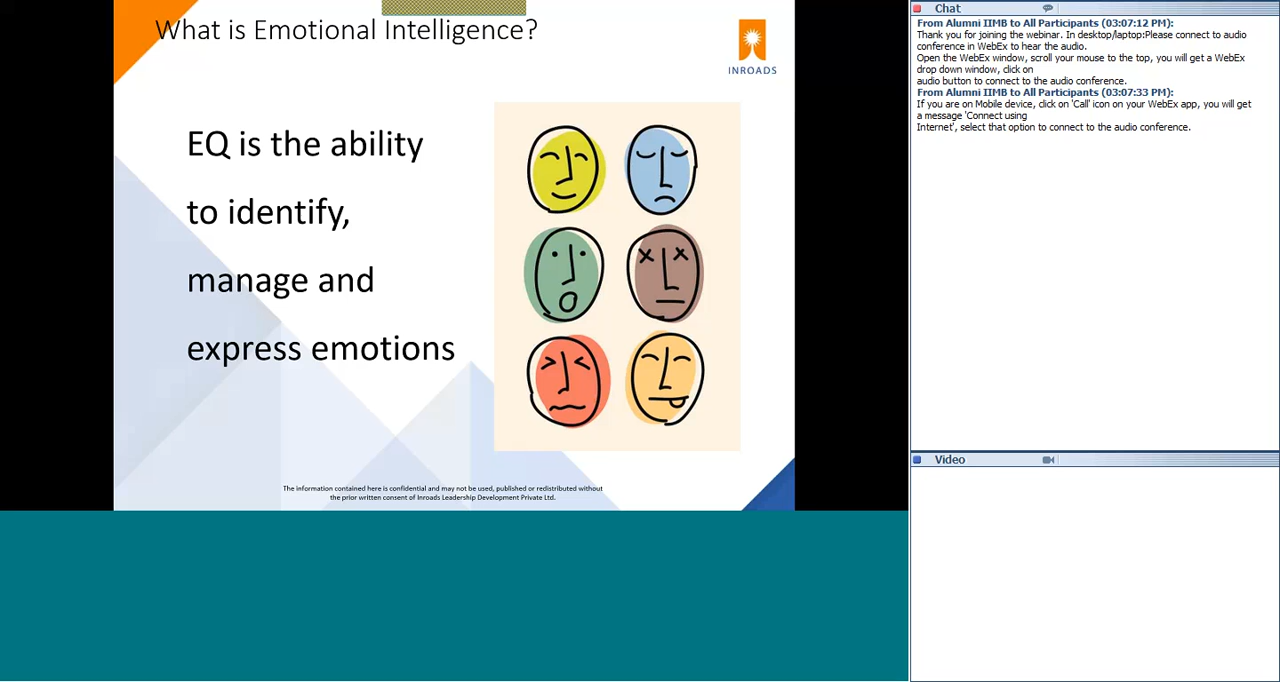 What is Emotional Intelligence?
INROADS
EQ is the ability
to identify,
manage and
express emotions
The information contained here is confidential and may not be used, published or redistributed without
the prior written consent of Inroads Leadership Development Private Ltd.
Chat
From Alumni IIMB to All Participants (03:07:12 PM):
Thank you for joining the webinar. In desktop/laptop:Please connect to audio
conference in WebEx to hear the audio.
Open the WebEx window, scroll your mouse to the top, you will get a WebEx
drop down window, click on
audio button to connect to the audio conference.
From Alumni IIMB to All Participants (03:07:33 PM):
If you are on Mobile device, click on 'Call' icon on your WebEx app, you will get
a message 'Connect using
Internet', select that option to connect to the audio conference.
Video